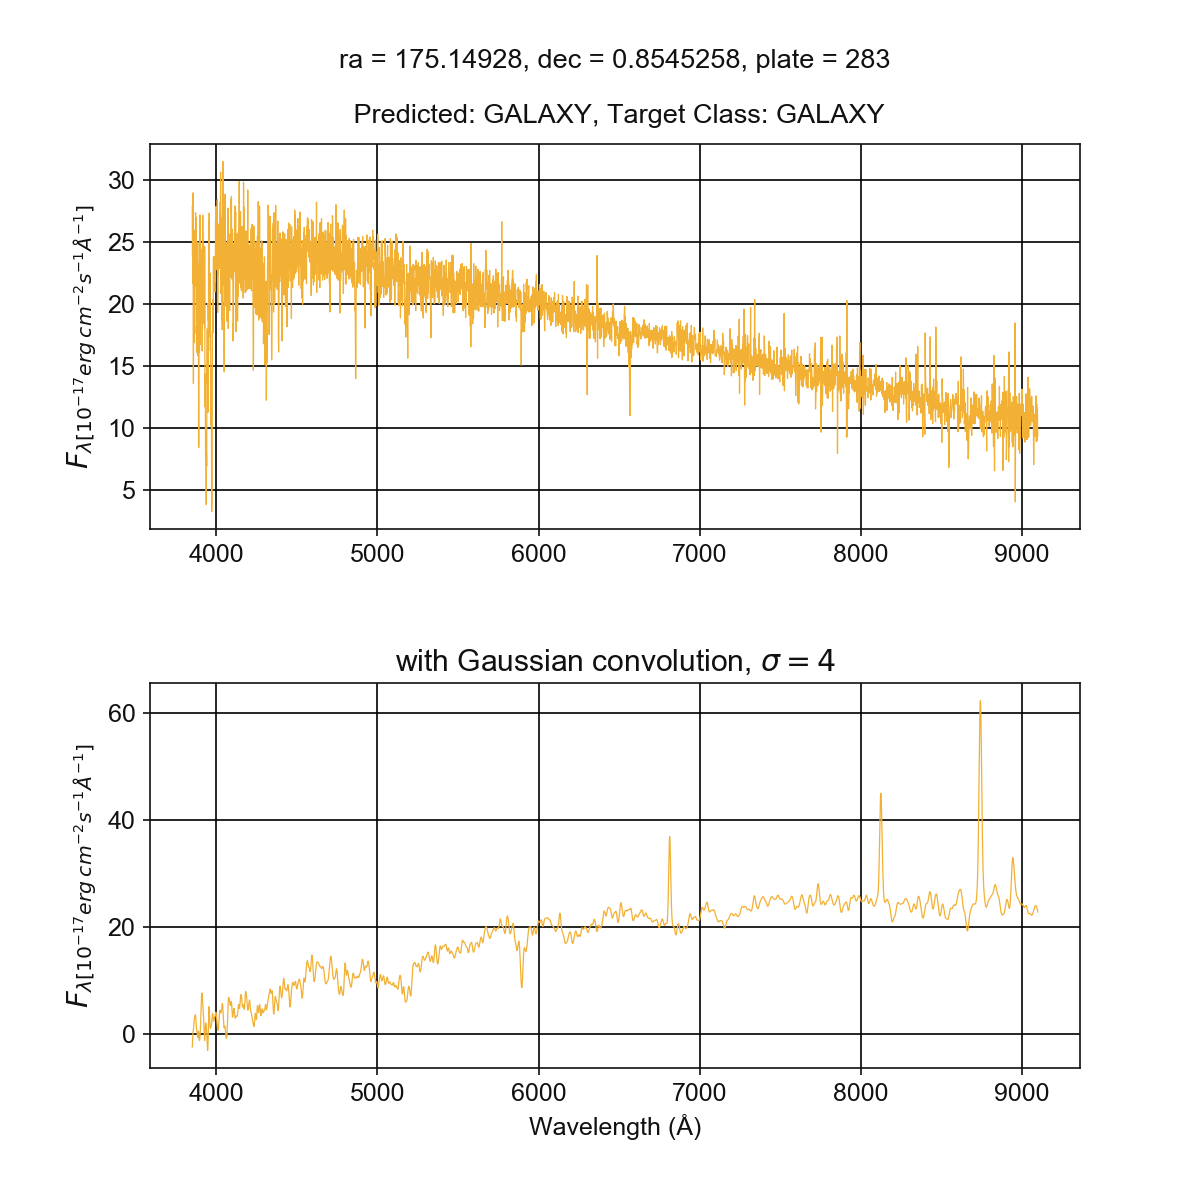 ra = 175.14928, dec = 0.8545258, plate = 283
Predicted: GALAXY, Target Class: GALAXY
30
25
20
15
10
5
F_λ[10^{-17} erg cm^{-2}s^{-1}Å^{-1}]
4000 5000 6000 7000 8000 9000
with Gaussian convolution, σ = 4
60
40
20
0
F_λ[10^{-17} erg cm^{-2}s^{-1}Å^{-1}]
4000 5000 6000 7000 8000 9000
Wavelength (Å)